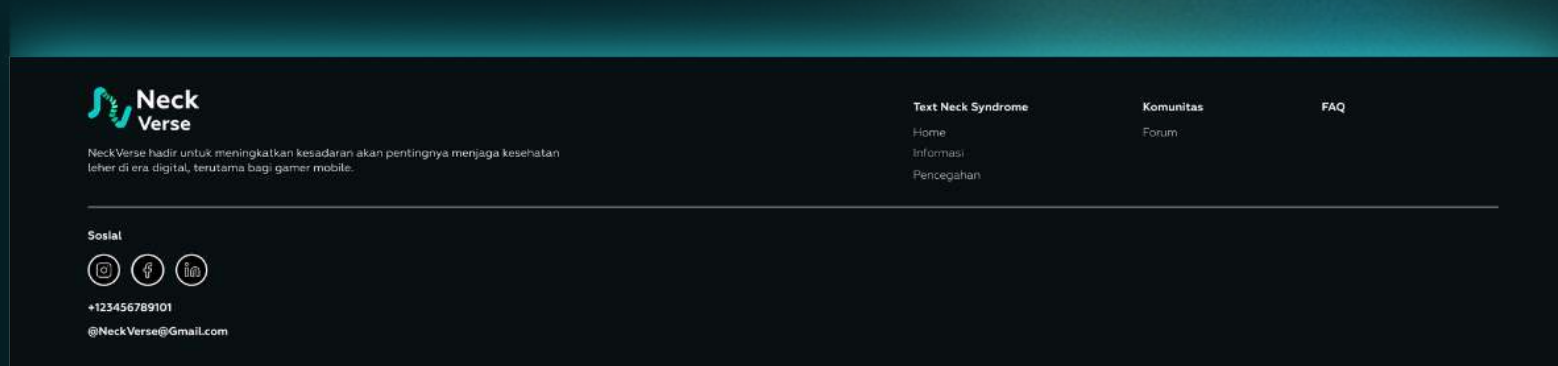 Neck
Verse
NeckVerse hadir untuk meningkatkan kesadaran akan pentingnya menjaga kesehatan
leher di era digital, terutama bagi gamer mobile.
Text Neck Syndrome
Home
Informasi
Pencegahan
Komunitas
Forum
FAQ
Sosial
+123456789101
@NeckVerse@Gmail.com